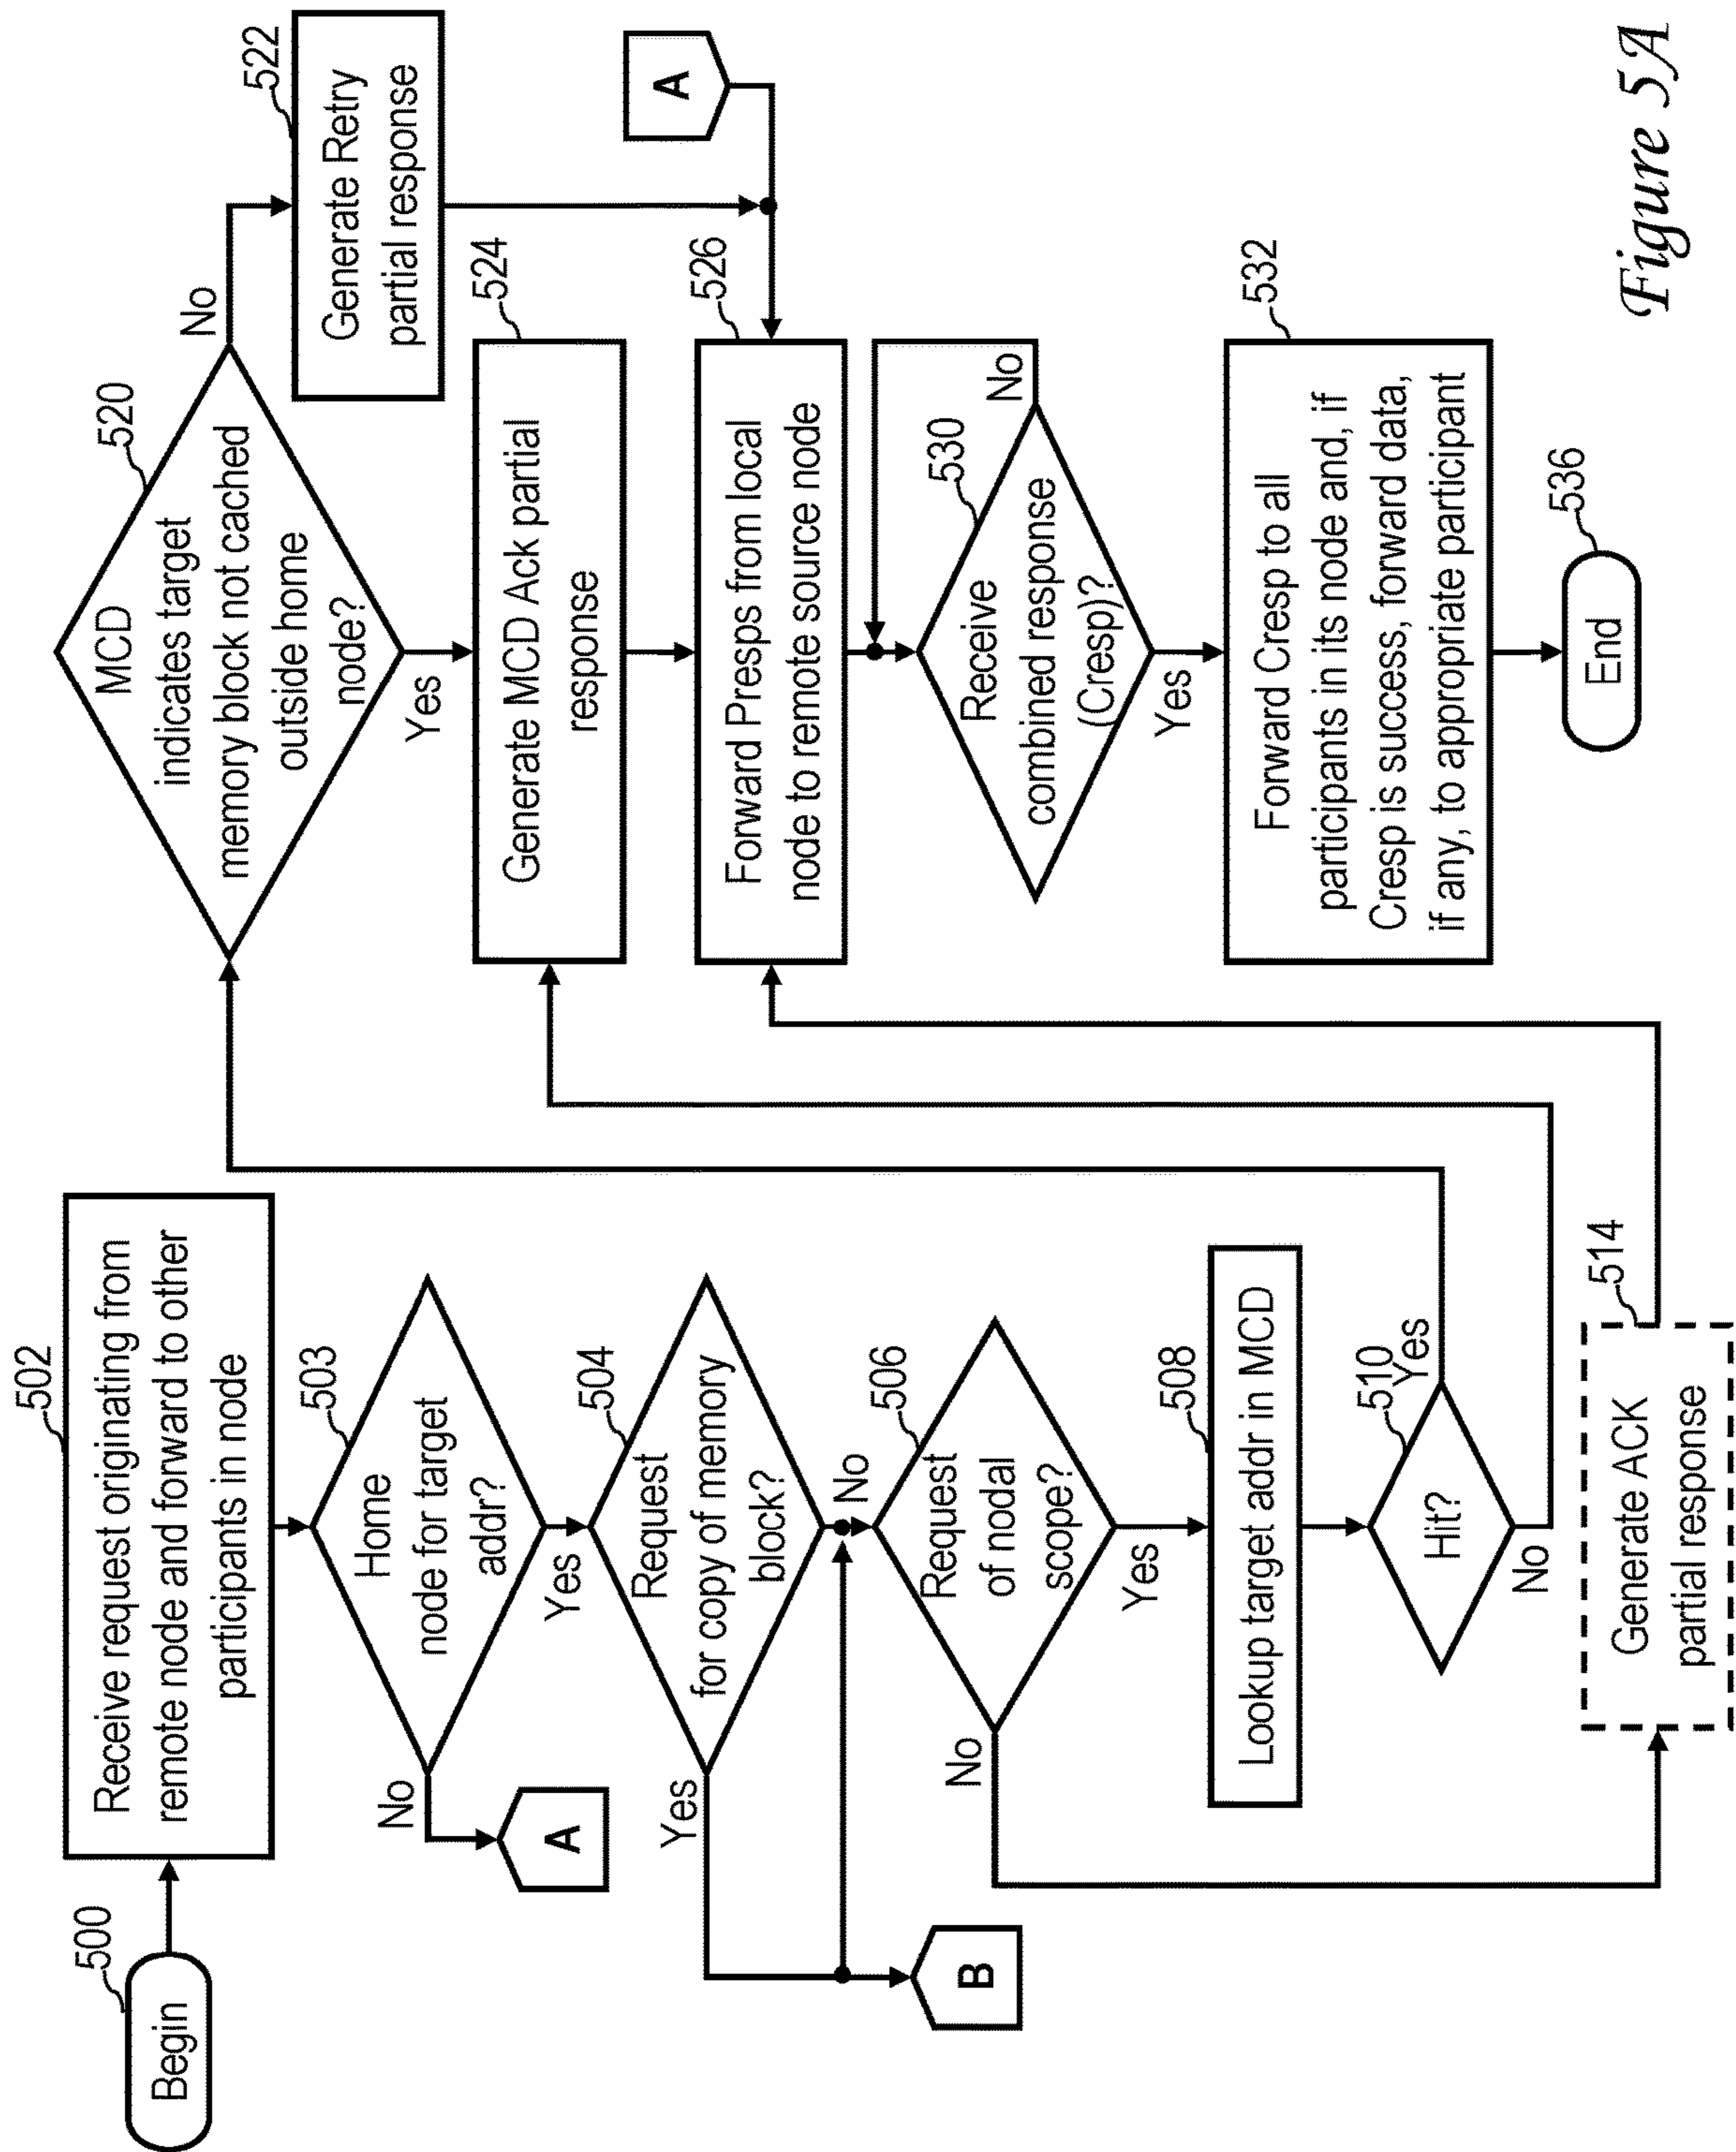 500
Begin
502
Receive request originating from
remote node and forward to other
participants in node
503
Home
node for target
addr?
No
A
Yes
504
Request
for copy of memory
block?
Yes
B
No
506
Request
of nodal
scope?
No
Yes
508
Lookup target addr in MCD
510
Hit?
Yes
No
514
Generate ACK
partial response
520
MCD
indicates target
memory block not cached
outside home
node?
No
Yes
522
Generate Retry
partial response
524
Generate MCD Ack partial
response
A
526
Forward Presps from local
node to remote source node
530
Receive
combined response
(Cresp)?
No
Yes
532
Forward Cresp to all
participants in its node and, if
Cresp is success, forward data,
if any, to appropriate participant
536
End
Figure 5A